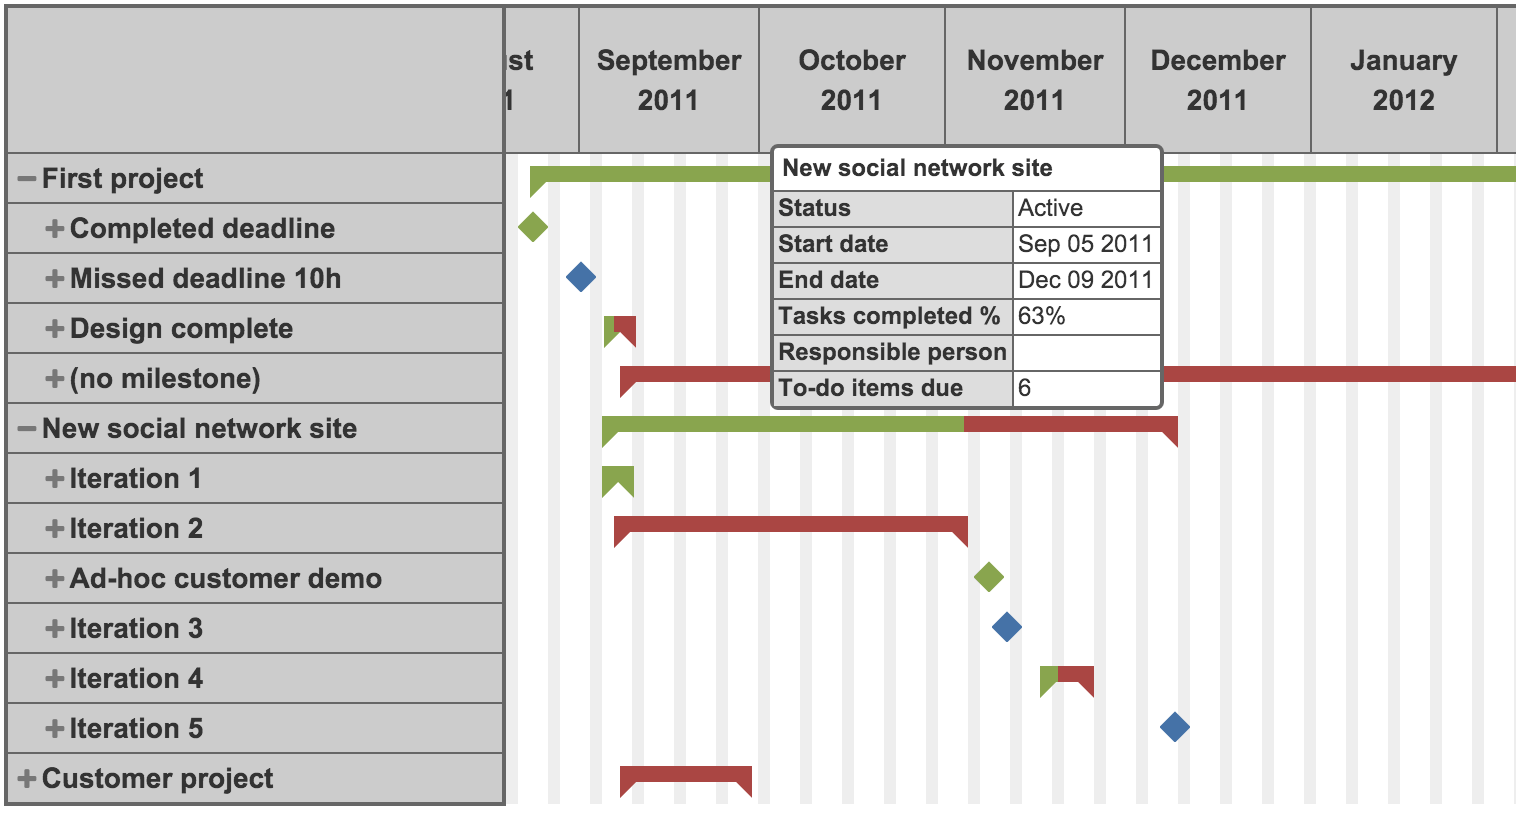 st
September
2011
October
2011
November
2011
December
2011
January
2012
First project
Completed deadline
Missed deadline 10h
Design complete
(no milestone)
New social network site
Iteration 1
Iteration 2
Ad-hoc customer demo
Iteration 3
Iteration 4
Iteration 5
Customer project
New social network site
Status Active
Start date Sep 05 2011
End date Dec 09 2011
Tasks completed % 63%
Responsible person
To-do items due 6